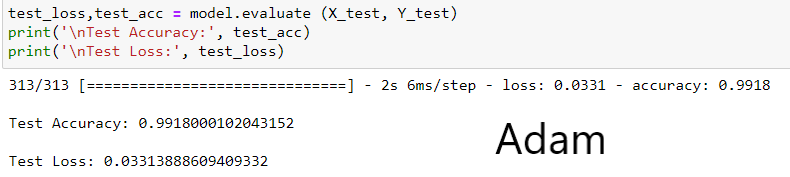 test_loss,test_acc = model.evaluate (X_test, Y_test)
print('\nTest Accuracy:', test_acc)
print('\nTest Loss:', test_loss)
313/313 [==============================] - 2s 6ms/step - loss: 0.0331 - accuracy: 0.9918
Test Accuracy: 0.9918000102043152
Adam
Test Loss: 0.03313888609409332